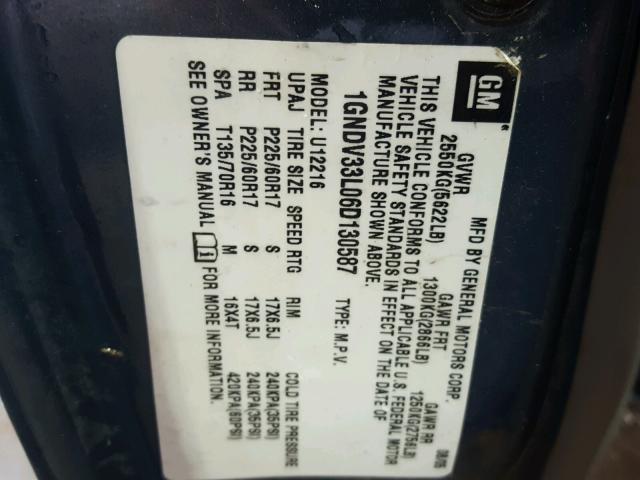 GM
MFD BY GENERAL MOTORS CORP. 08/05
GVWR GAWR FRT GAWR RR
2550KG(5622LB) 1300KG(2866LB) 1250KG(2756LB)
THIS VEHICLE CONFORMS TO ALL APPLICABLE U.S. FEDERAL MOTOR
VEHICLE SAFETY STANDARDS IN EFFECT ON THE DATE OF
MANUFACTURE SHOWN ABOVE.
1GNDV33L06D130587 TYPE: M.P.V.
MODEL: U12216
UPAJ TIRE SIZE SPEED RTG RIM COLD TIRE PRESSURE
FRT P225/60R17 S 17X6.5J 240KPA(35PSI)
RR P225/60R17 S 17X6.5J 240KPA(35PSI)
SPA T135/70R16 M 16X4T 420KPA(60PSI)
SEE OWNER'S MANUAL FOR MORE INFORMATION.